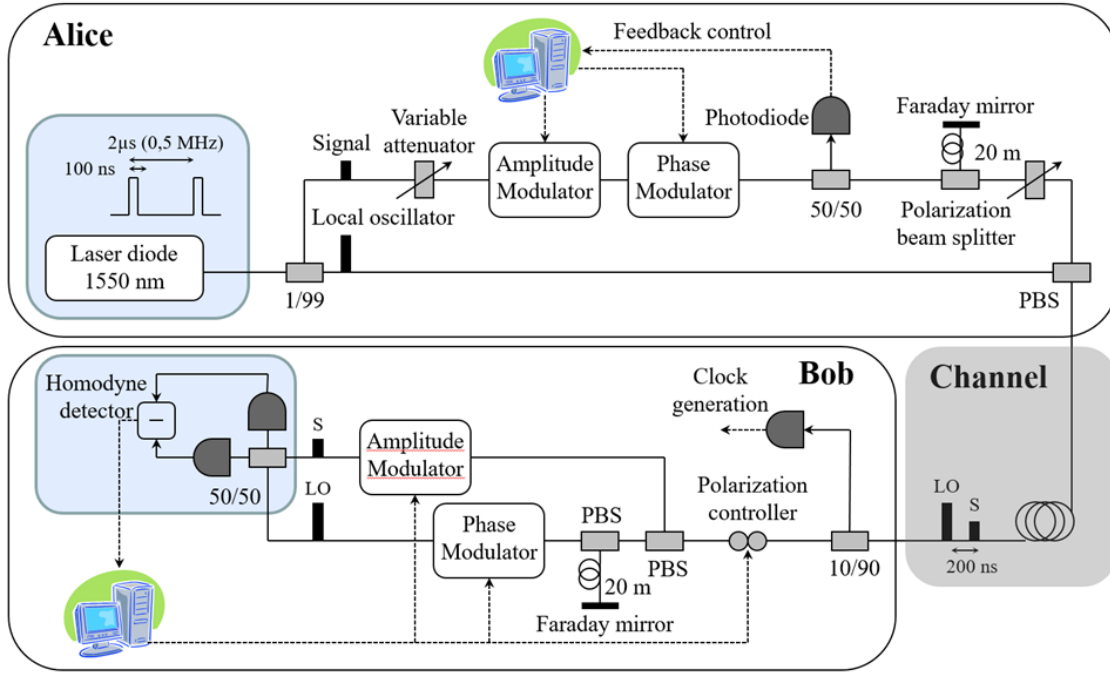 Alice
Feedback control
2µs (0,5 MHz)
100 ns
Laser diode
1550 nm
1/99
Signal
Local oscillator
Variable
attenuator
Amplitude
Modulator
Phase
Modulator
Photodiode
50/50
Faraday mirror
20 m
Polarization
beam splitter
PBS
Bob
Homodyne
detector
−
50/50
S
LO
Amplitude
Modulator
Phase
Modulator
PBS
20 m
Faraday mirror
PBS
Clock
generation
Polarization
controller
10/90
Channel
LO
S
200 ns